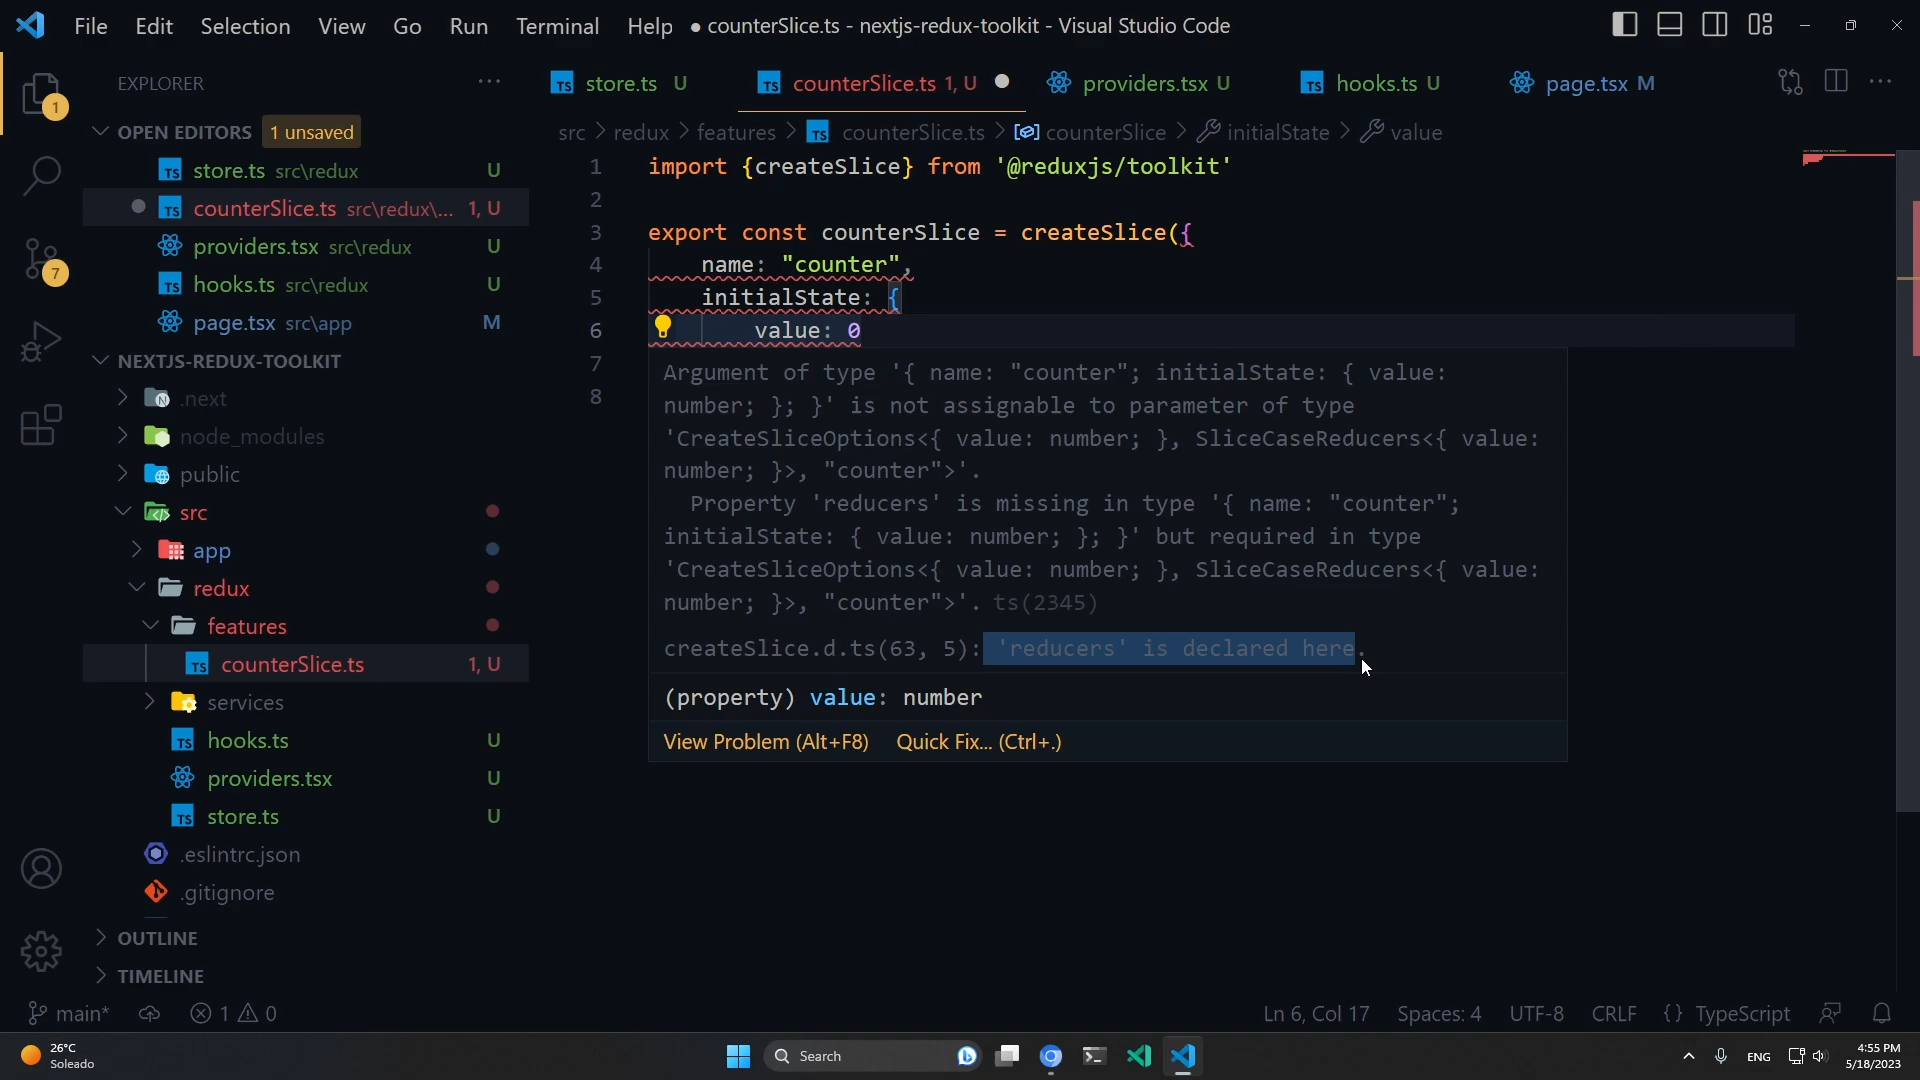 File Edit Selection View Go Run Terminal Help ● counterSlice.ts - nextjs-redux-toolkit - Visual Studio Code
EXPLORER ···
store.ts U counterSlice.ts 1, U providers.tsx U hooks.ts U page.tsx M ···
1
OPEN EDITORS 1 unsaved
src > redux > features > counterSlice.ts > counterSlice > initialState > value
store.ts src\redux U
counterSlice.ts src\redux\... 1, U
providers.tsx src\redux U
7
hooks.ts src\redux U
page.tsx src\app M
NEXTJS-REDUX-TOOLKIT
.next
node_modules
public
src
app
redux
features
counterSlice.ts 1, U
services
hooks.ts U
providers.tsx U
store.ts U
.eslintrc.json
.gitignore
OUTLINE
TIMELINE
1 import {createSlice} from '@reduxjs/toolkit'
2
3 export const counterSlice = createSlice({
4 name: "counter",
5 initialState: {
6 value: 0
7
8
Argument of type '{ name: "counter"; initialState: { value:
number; }; }' is not assignable to parameter of type
'CreateSliceOptions<{ value: number; }, SliceCaseReducers<{ value:
number; }>, "counter">'.
Property 'reducers' is missing in type '{ name: "counter";
initialState: { value: number; }; }' but required in type
'CreateSliceOptions<{ value: number; }, SliceCaseReducers<{ value:
number; }>, "counter">'. ts(2345)
createSlice.d.ts(63, 5): 'reducers' is declared here.
(property) value: number
View Problem (Alt+F8) Quick Fix... (Ctrl+.)
main* 1 0 Ln 6, Col 17 Spaces: 4 UTF-8 CRLF {} TypeScript
26°C
Soleado
Search
ENG
4:55 PM
5/18/2023